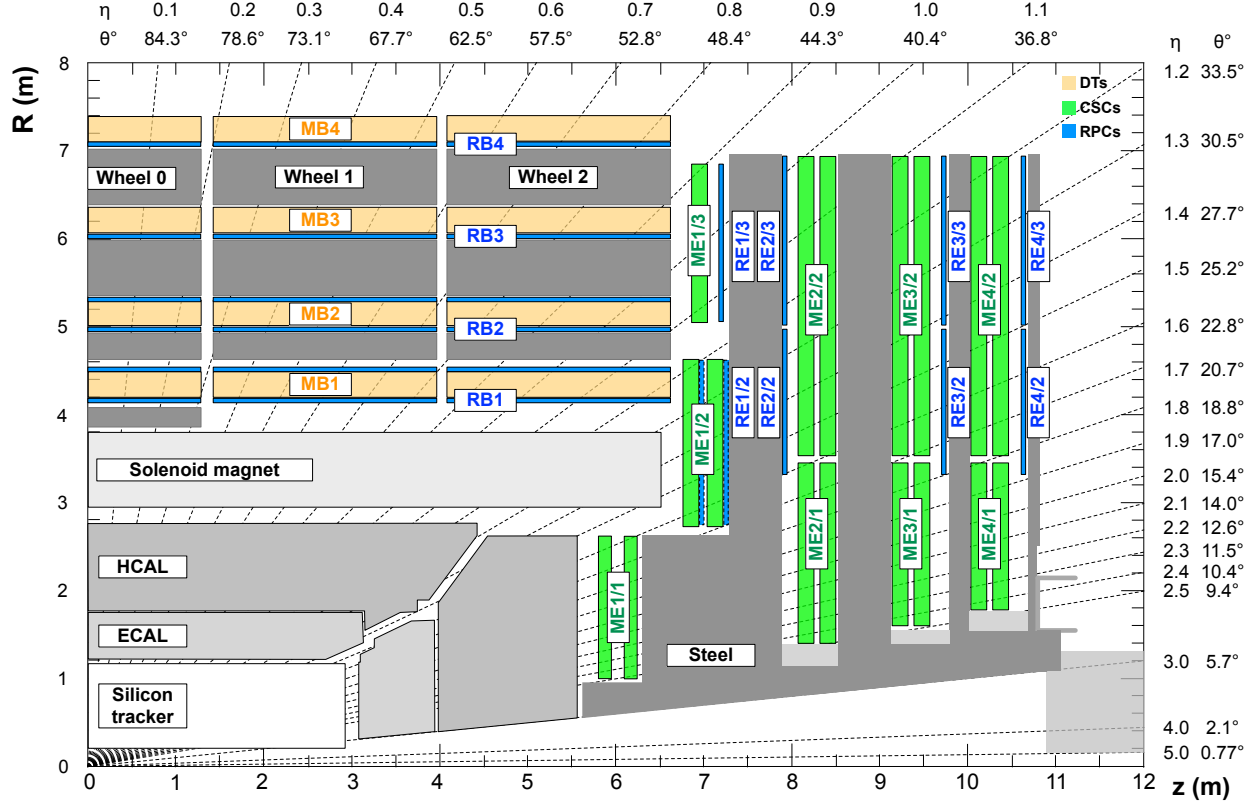 η 0.1 0.2 0.3 0.4 0.5 0.6 0.7 0.8 0.9 1.0 1.1
θ° 84.3° 78.6° 73.1° 67.7° 62.5° 57.5° 52.8° 48.4° 44.3° 40.4° 36.8° η θ°
R (m)
8
7
6
5
4
3
2
1
0
1.2 33.5°
1.3 30.5°
1.4 27.7°
1.5 25.2°
1.6 22.8°
1.7 20.7°
1.8 18.8°
1.9 17.0°
2.0 15.4°
2.1 14.0°
2.2 12.6°
2.3 11.5°
2.4 10.4°
2.5 9.4°
3.0 5.7°
4.0 2.1°
5.0 0.77°
DTs
CSCs
RPCs
MB4
RB4
Wheel 0 Wheel 1 Wheel 2
MB3
RB3
MB2
RB2
MB1
RB1
Solenoid magnet
HCAL
ECAL
Silicon
tracker
Steel
ME1/3
RE1/3
RE2/3
ME2/2
ME3/2
RE3/3
ME4/2
RE4/3
ME1/2
RE1/2
RE2/2
RE3/2
RE4/2
ME1/1
ME2/1
ME3/1
ME4/1
0 1 2 3 4 5 6 7 8 9 10 11 12
z (m)